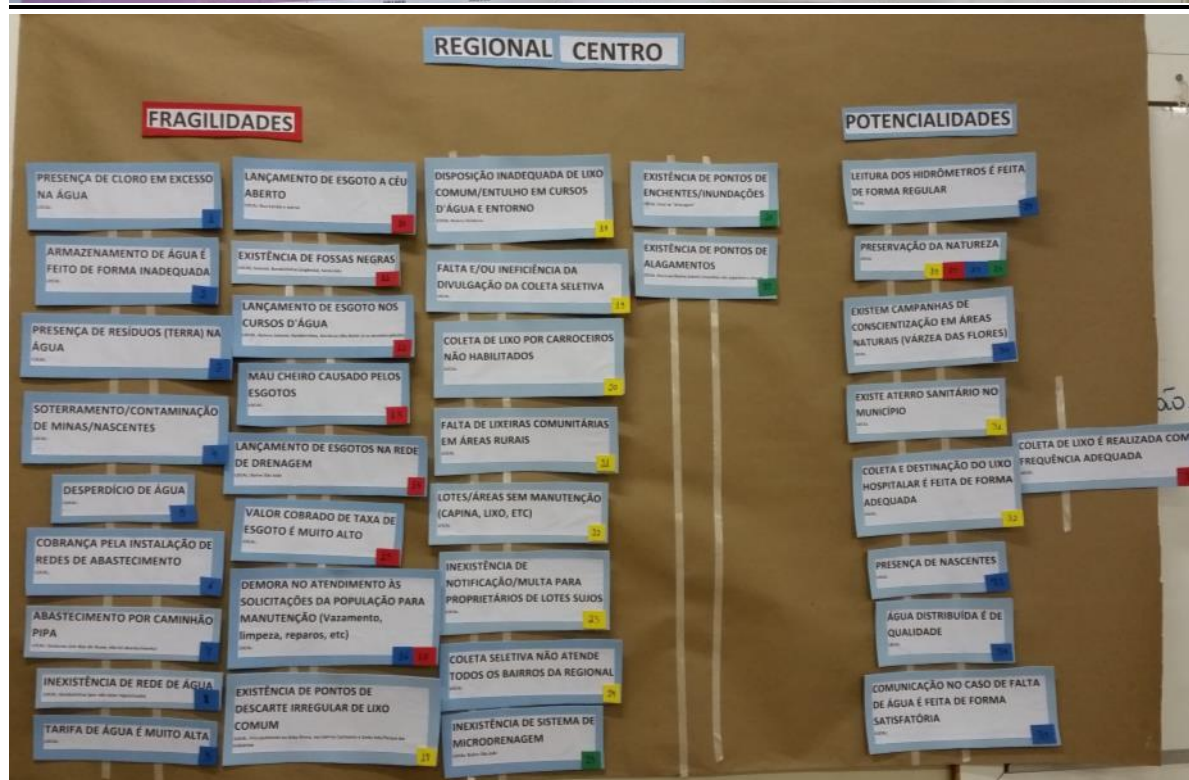 REGIONAL CENTRO
FRAGILIDADES
PRESENÇA DE CLORO EM EXCESSO
NA ÁGUA
ARMAZENAMENTO DE ÁGUA É
FEITO DE FORMA INADEQUADA
PRESENÇA DE RESÍDUOS (TERRA) NA
ÁGUA
SOTERRAMENTO/CONTAMINAÇÃO
DE MINAS/NASCENTES
DESPERDÍCIO DE ÁGUA
COBRANÇA PELA INSTALAÇÃO DE
REDES DE ABASTECIMENTO
ABASTECIMENTO POR CAMINHÃO
PIPA
INEXISTÊNCIA DE REDE DE ÁGUA
TARIFA DE ÁGUA É MUITO ALTA
LANÇAMENTO DE ESGOTO A CÉU
ABERTO
EXISTÊNCIA DE FOSSAS NEGRAS
LANÇAMENTO DE ESGOTO NOS
CURSOS D'ÁGUA
MAU CHEIRO CAUSADO PELOS
ESGOTOS
LANÇAMENTO DE ESGOTOS NA REDE
DE DRENAGEM
VALOR COBRADO DE TAXA DE
ESGOTO É MUITO ALTO
DEMORA NO ATENDIMENTO ÀS
SOLICITAÇÕES DA POPULAÇÃO PARA
MANUTENÇÃO (Vazamento,
limpeza, reparos, etc)
EXISTÊNCIA DE PONTOS DE
DESCARTE IRREGULAR DE LIXO
COMUM
DISPOSIÇÃO INADEQUADA DE LIXO
COMUM/ENTULHO EM CURSOS
D'ÁGUA E ENTORNO
FALTA E/OU INEFICIÊNCIA DA
DIVULGAÇÃO DA COLETA SELETIVA
19
COLETA DE LIXO POR CARROCEIROS
NÃO HABILITADOS
20
FALTA DE LIXEIRAS COMUNITÁRIAS
EM ÁREAS RURAIS
LOTES/ÁREAS SEM MANUTENÇÃO
(CAPINA, LIXO, ETC)
22
INEXISTÊNCIA DE
NOTIFICAÇÃO/MULTA PARA
PROPRIETÁRIOS DE LOTES SUJOS
23
COLETA SELETIVA NÃO ATENDE
TODOS OS BAIRROS DA REGIONAL
24
INEXISTÊNCIA DE SISTEMA DE
MICRODRENAGEM
EXISTÊNCIA DE PONTOS DE
ENCHENTES/INUNDAÇÕES
EXISTÊNCIA DE PONTOS DE
ALAGAMENTOS
POTENCIALIDADES
LEITURA DOS HIDRÔMETROS É FEITA
DE FORMA REGULAR
PRESERVAÇÃO DA NATUREZA
EXISTEM CAMPANHAS DE
CONSCIENTIZAÇÃO EM ÁREAS
NATURAIS (VÁRZEA DAS FLORES)
EXISTE ATERRO SANITÁRIO NO
MUNICÍPIO
COLETA E DESTINAÇÃO DO LIXO
HOSPITALAR É FEITA DE FORMA
ADEQUADA
32
COLETA DE LIXO É REALIZADA COM
FREQUÊNCIA ADEQUADA
PRESENÇA DE NASCENTES
ÁGUA DISTRIBUÍDA É DE
QUALIDADE
COMUNICAÇÃO NO CASO DE FALTA
DE ÁGUA É FEITA DE FORMA
SATISFATÓRIA